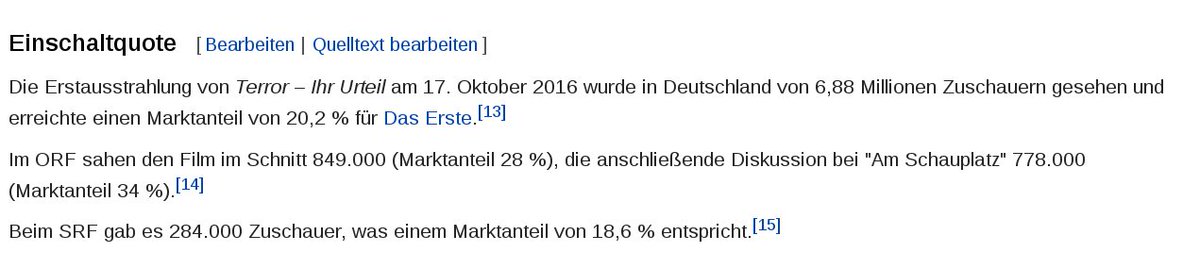 Einschaltquote [ Bearbeiten | Quelltext bearbeiten ]
Die Erstausstrahlung von Terror – Ihr Urteil am 17. Oktober 2016 wurde in Deutschland von 6,88 Millionen Zuschauern gesehen und
erreichte einen Marktanteil von 20,2 % für Das Erste.[13]
Im ORF sahen den Film im Schnitt 849.000 (Marktanteil 28 %), die anschließende Diskussion bei "Am Schauplatz" 778.000
(Marktanteil 34 %).[14]
Beim SRF gab es 284.000 Zuschauer, was einem Marktanteil von 18,6 % entspricht.[15]